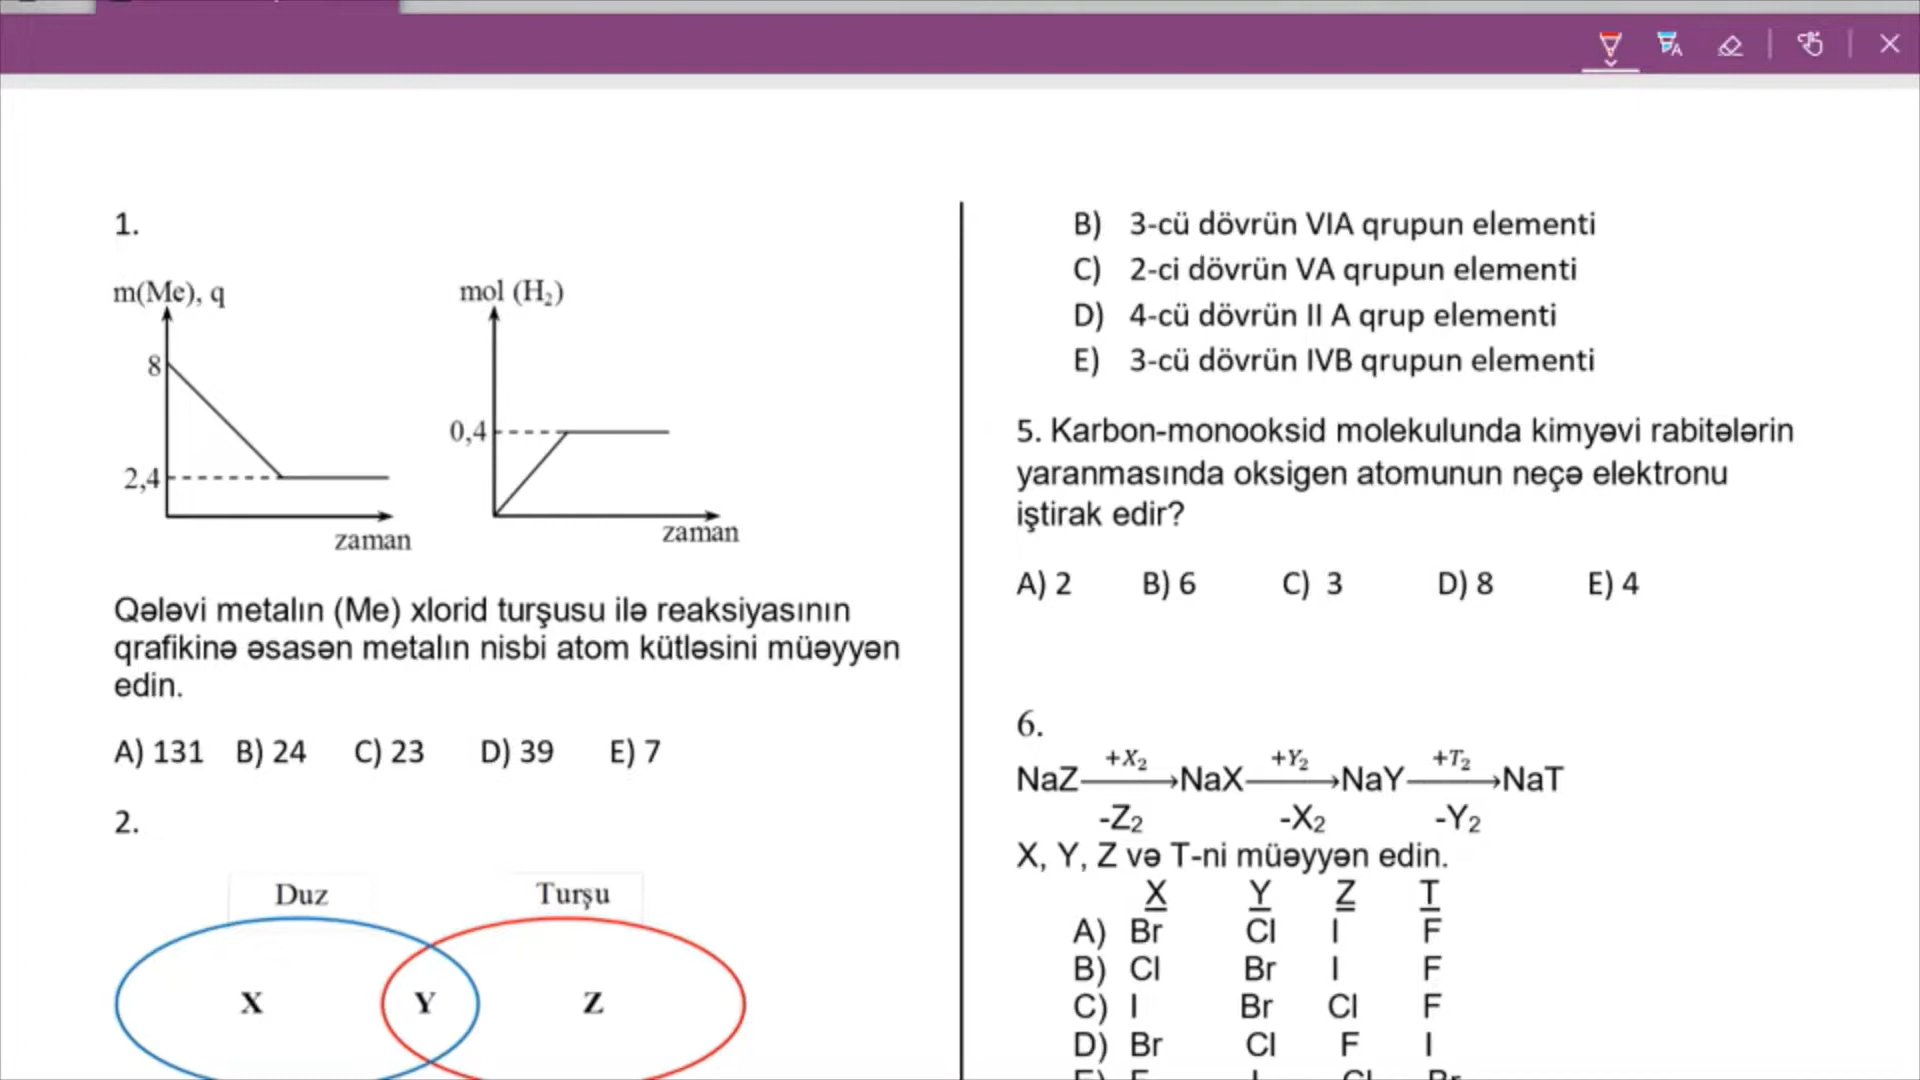 1.
m(Me), q
8
2,4
zaman
mol (H₂)
0,4
zaman
Qələvi metalın (Me) xlorid turşusu ilə reaksiyasının
qrafikinə əsasən metalın nisbi atom kütləsini müəyyən
edin.
A) 131 B) 24 C) 23 D) 39 E) 7
2.
Duz Turşu
X Y Z
B) 3-cü dövrün VIA qrupun elementi
C) 2-ci dövrün VA qrupun elementi
D) 4-cü dövrün II A qrup elementi
E) 3-cü dövrün IVB qrupun elementi
5. Karbon-monooksid molekulunda kimyəvi rabitələrin
yaranmasında oksigen atomunun neçə elektronu
iştirak edir?
A) 2 B) 6 C) 3 D) 8 E) 4
6.
+X₂ +Y₂ +T₂
NaZ→NaX→NaY→NaT
-Z₂ -X₂ -Y₂
X, Y, Z və T-ni müəyyən edin.
X Y Z T
A) Br Cl I F
B) Cl Br I F
C) I Br Cl F
D) Br Cl F I